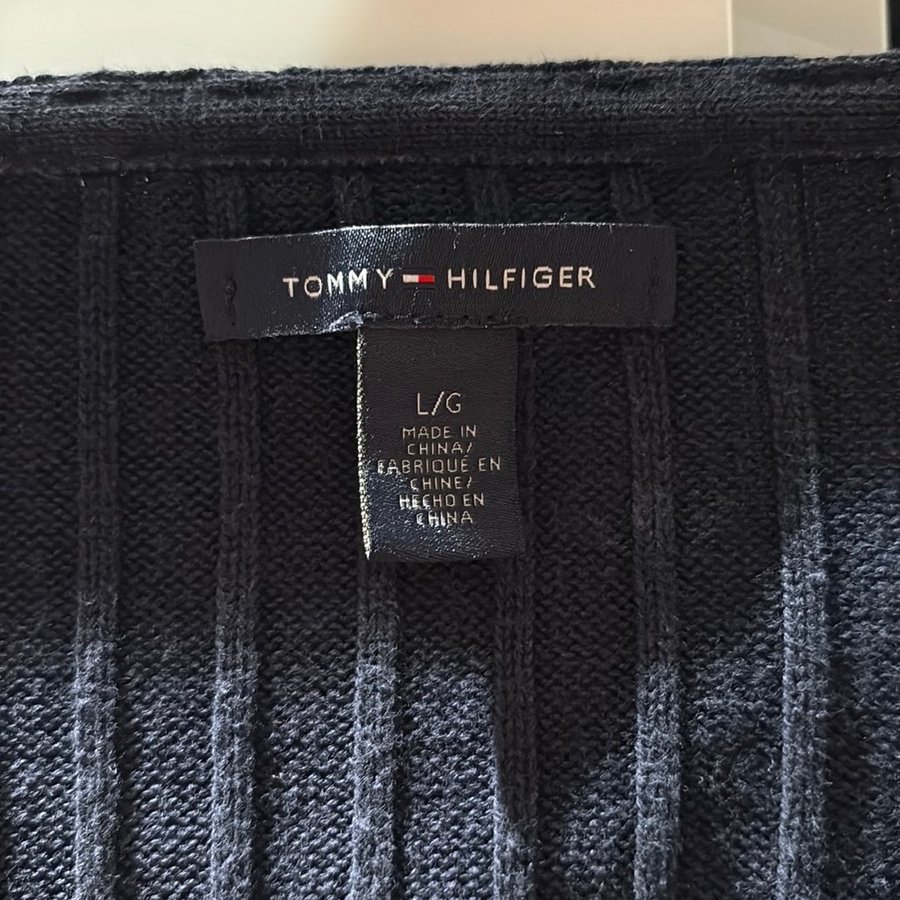 TOMMY HILFIGER
L/G
MADE IN
CHINA/
FABRIQUÉ EN
CHINE/
HECHO EN
CHINA